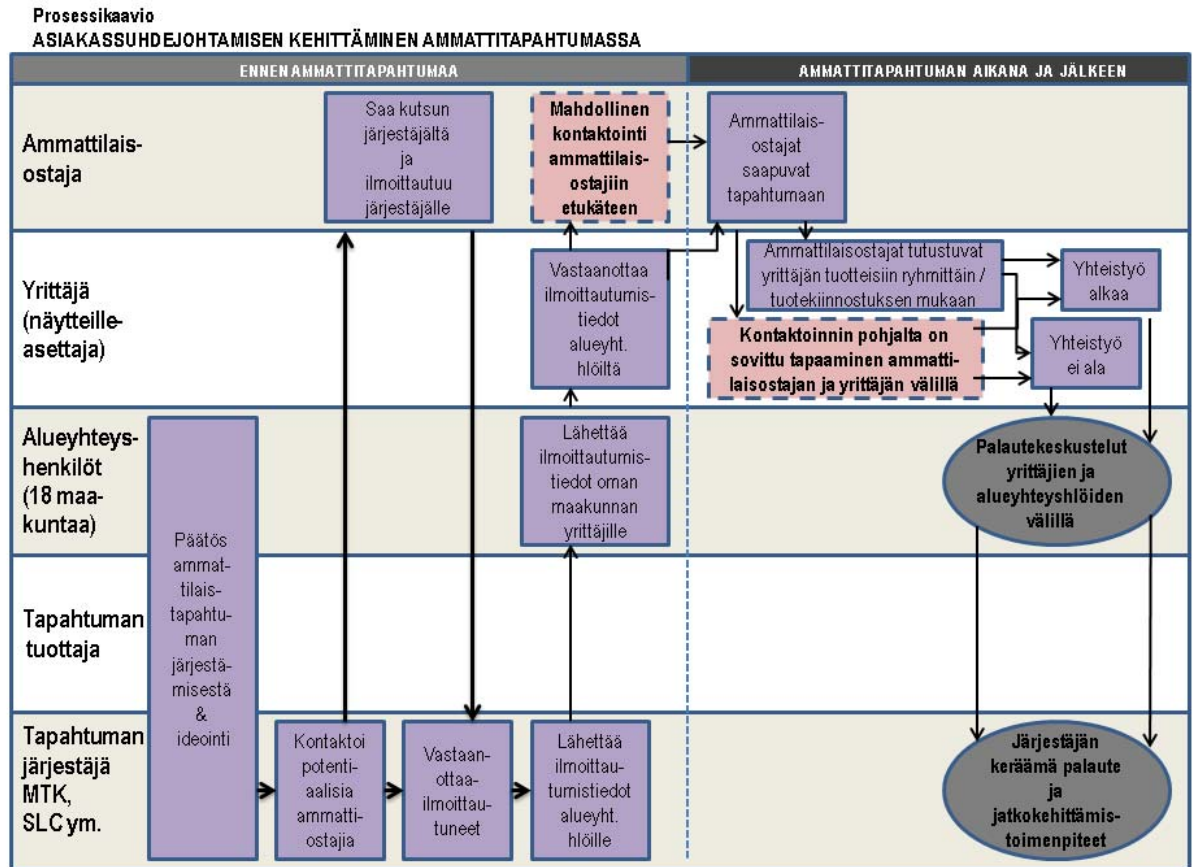 Prosessikaavio
ASIAKASSUHDEJOHTAMISEN KEHITTÄMINEN AMMATTITAPAHTUMASSA
ENNEN AMMATTITAPAHTUMAA
AMMATTITAPAHTUMAN AIKANA JA JÄLKEEN
Ammattilais-
ostaja
Saa kutsun
järjestäjältä
ja
ilmoittautuu
järjestäjälle
Mahdollinen
kontaktointi
ammattilais-
ostajiin
etukäteen
Ammattilais-
ostajat
saapuvat
tapahtumaan
Yrittäjä
(näytteille-
asettaja)
Vastaanottaa
ilmoittautumis-
tiedot
alueyht.
hlöiltä
Ammattilaisostajat tutustuvat
yrittäjän tuotteisiin ryhmittäin /
tuotekiinnostuksen mukaan
Kontaktoinnin pohjalta on
sovittu tapaaminen ammatti-
laisostajan ja yrittäjän välillä
Yhteistyö
alkaa
Yhteistyö
ei ala
Alueyhteys-
henkilöt
(18 maa-
kuntaa)
Päätös
ammat-
tilais-
tapahtu-
man
järjestä-
misestä
&
ideointi
Lähettää
ilmoittautumis-
tiedot oman
maakunnan
yrittäjille
Palautekeskustelut
yrittäjien ja
alueyhteyshlöiden
välillä
Tapahtuman
tuottaja
Tapahtuman
järjestäjä
MTK,
SLC ym.
Kontaktoi
potenti-
aalisia
ammatti-
ostajia
Vastaan-
ottaa-
ilmoittau-
tuneet
Lähettää
ilmoittau-
tumistiedot
alueyht.
hlöille
Järjestäjän
keräämä palaute
ja
jatkokehittämis-
toimenpiteet